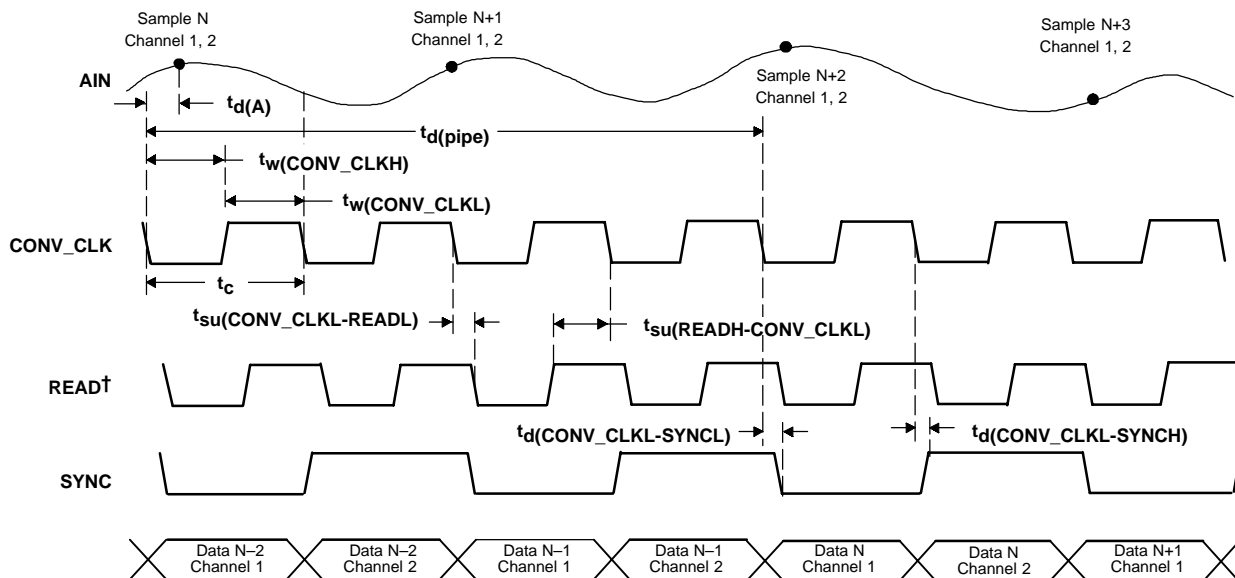 Sample N
Channel 1, 2
Sample N+1
Channel 1, 2
Sample N+3
Channel 1, 2
AIN
Sample N+2
Channel 1, 2
td(A)
td(pipe)
tw(CONV_CLKH)
tw(CONV_CLKL)
CONV_CLK
tc
tsu(CONV_CLKL-READL)
tsu(READH-CONV_CLKL)
READ†
td(CONV_CLKL-SYNCL)
td(CONV_CLKL-SYNCH)
SYNC
Data N–2
Channel 1
Data N–2
Channel 2
Data N–1
Channel 1
Data N–1
Channel 2
Data N
Channel 1
Data N
Channel 2
Data N+1
Channel 1